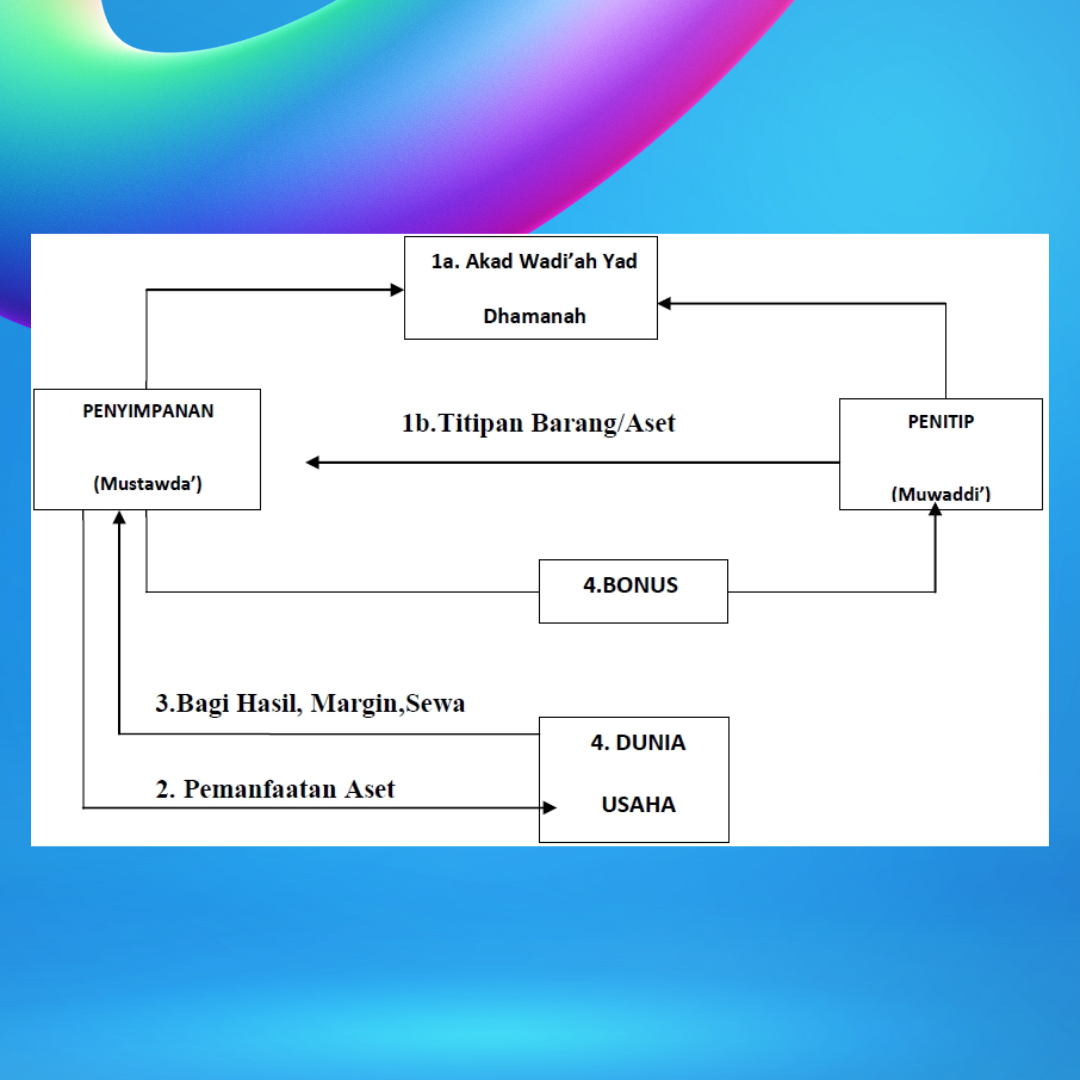 1a. Akad Wadi’ah Yad
Dhamanah
PENYIMPANAN
(Mustawda’)
1b.Titipan Barang/Aset
PENITIP
(Muwaddi’)
4.BONUS
3.Bagi Hasil, Margin,Sewa
4. DUNIA
USAHA
2. Pemanfaatan Aset